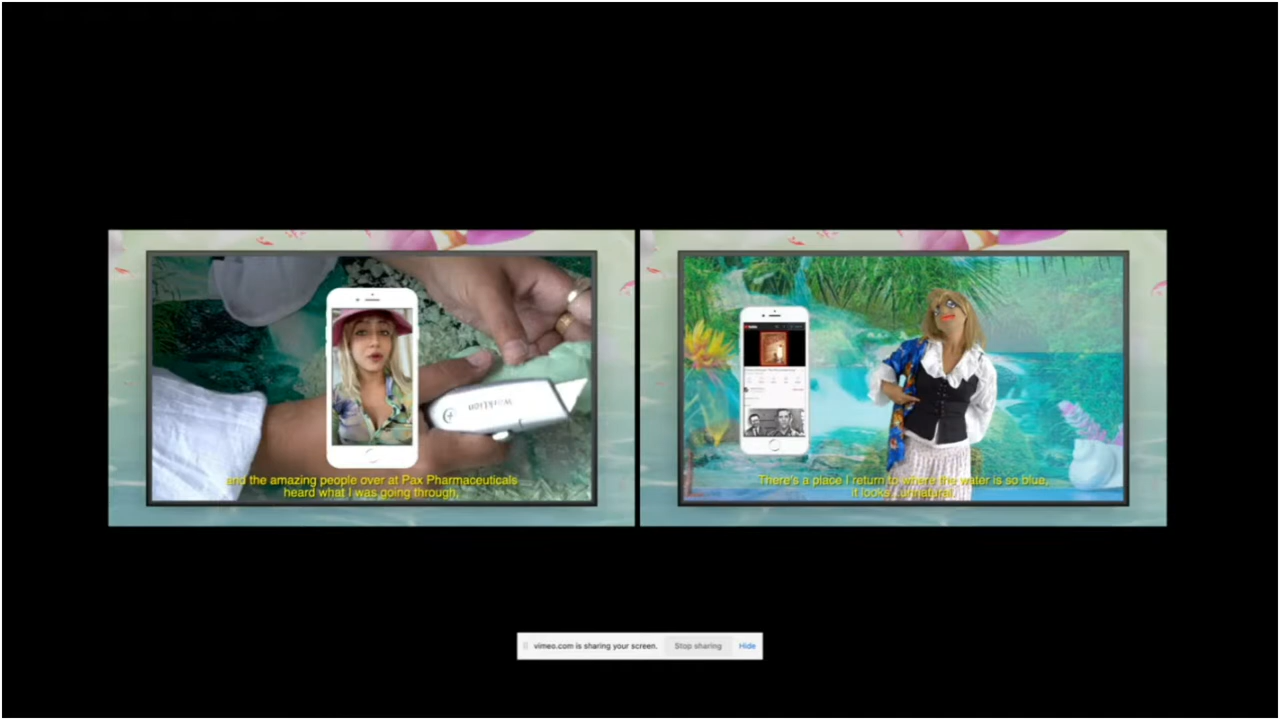 and the amazing people over at Pax Pharmaceuticals
heard what I was going through,
There's a place I return to, where the water is so blue,
it looks...unnatural.
vimeo.com is sharing your screen.
Stop sharing
Hide